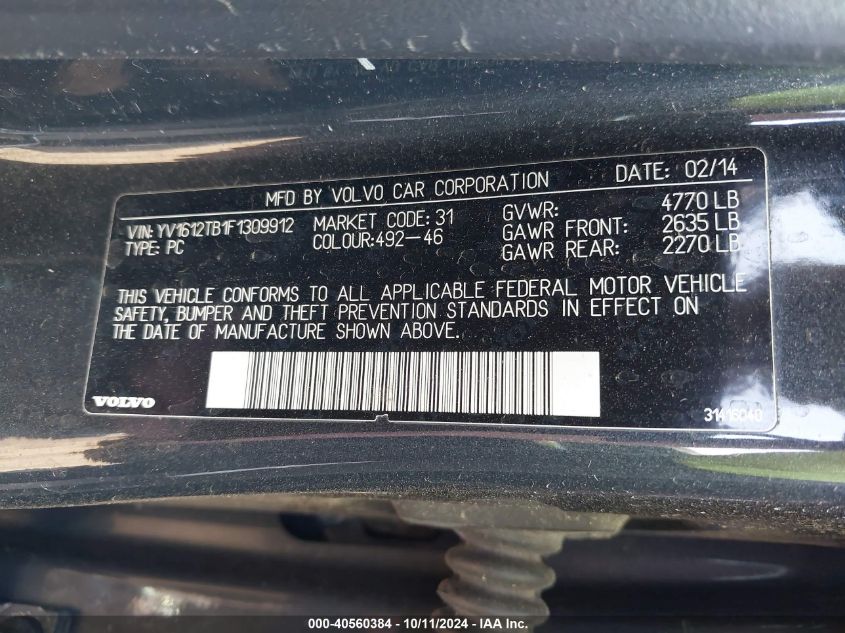 MFD BY VOLVO CAR CORPORATION DATE: 02/14
VIN: YV1612TB1F1309912 MARKET CODE: 31 GVWR: 4770 LB
TYPE: PC COLOUR:492-46 GAWR FRONT: 2635 LB
GAWR REAR: 2270 LB
THIS VEHICLE CONFORMS TO ALL APPLICABLE FEDERAL MOTOR VEHICLE
SAFETY, BUMPER AND THEFT PREVENTION STANDARDS IN EFFECT ON
THE DATE OF MANUFACTURE SHOWN ABOVE.
VOLVO
31416040
000-40560384 - 10/11/2024 - IAA Inc.